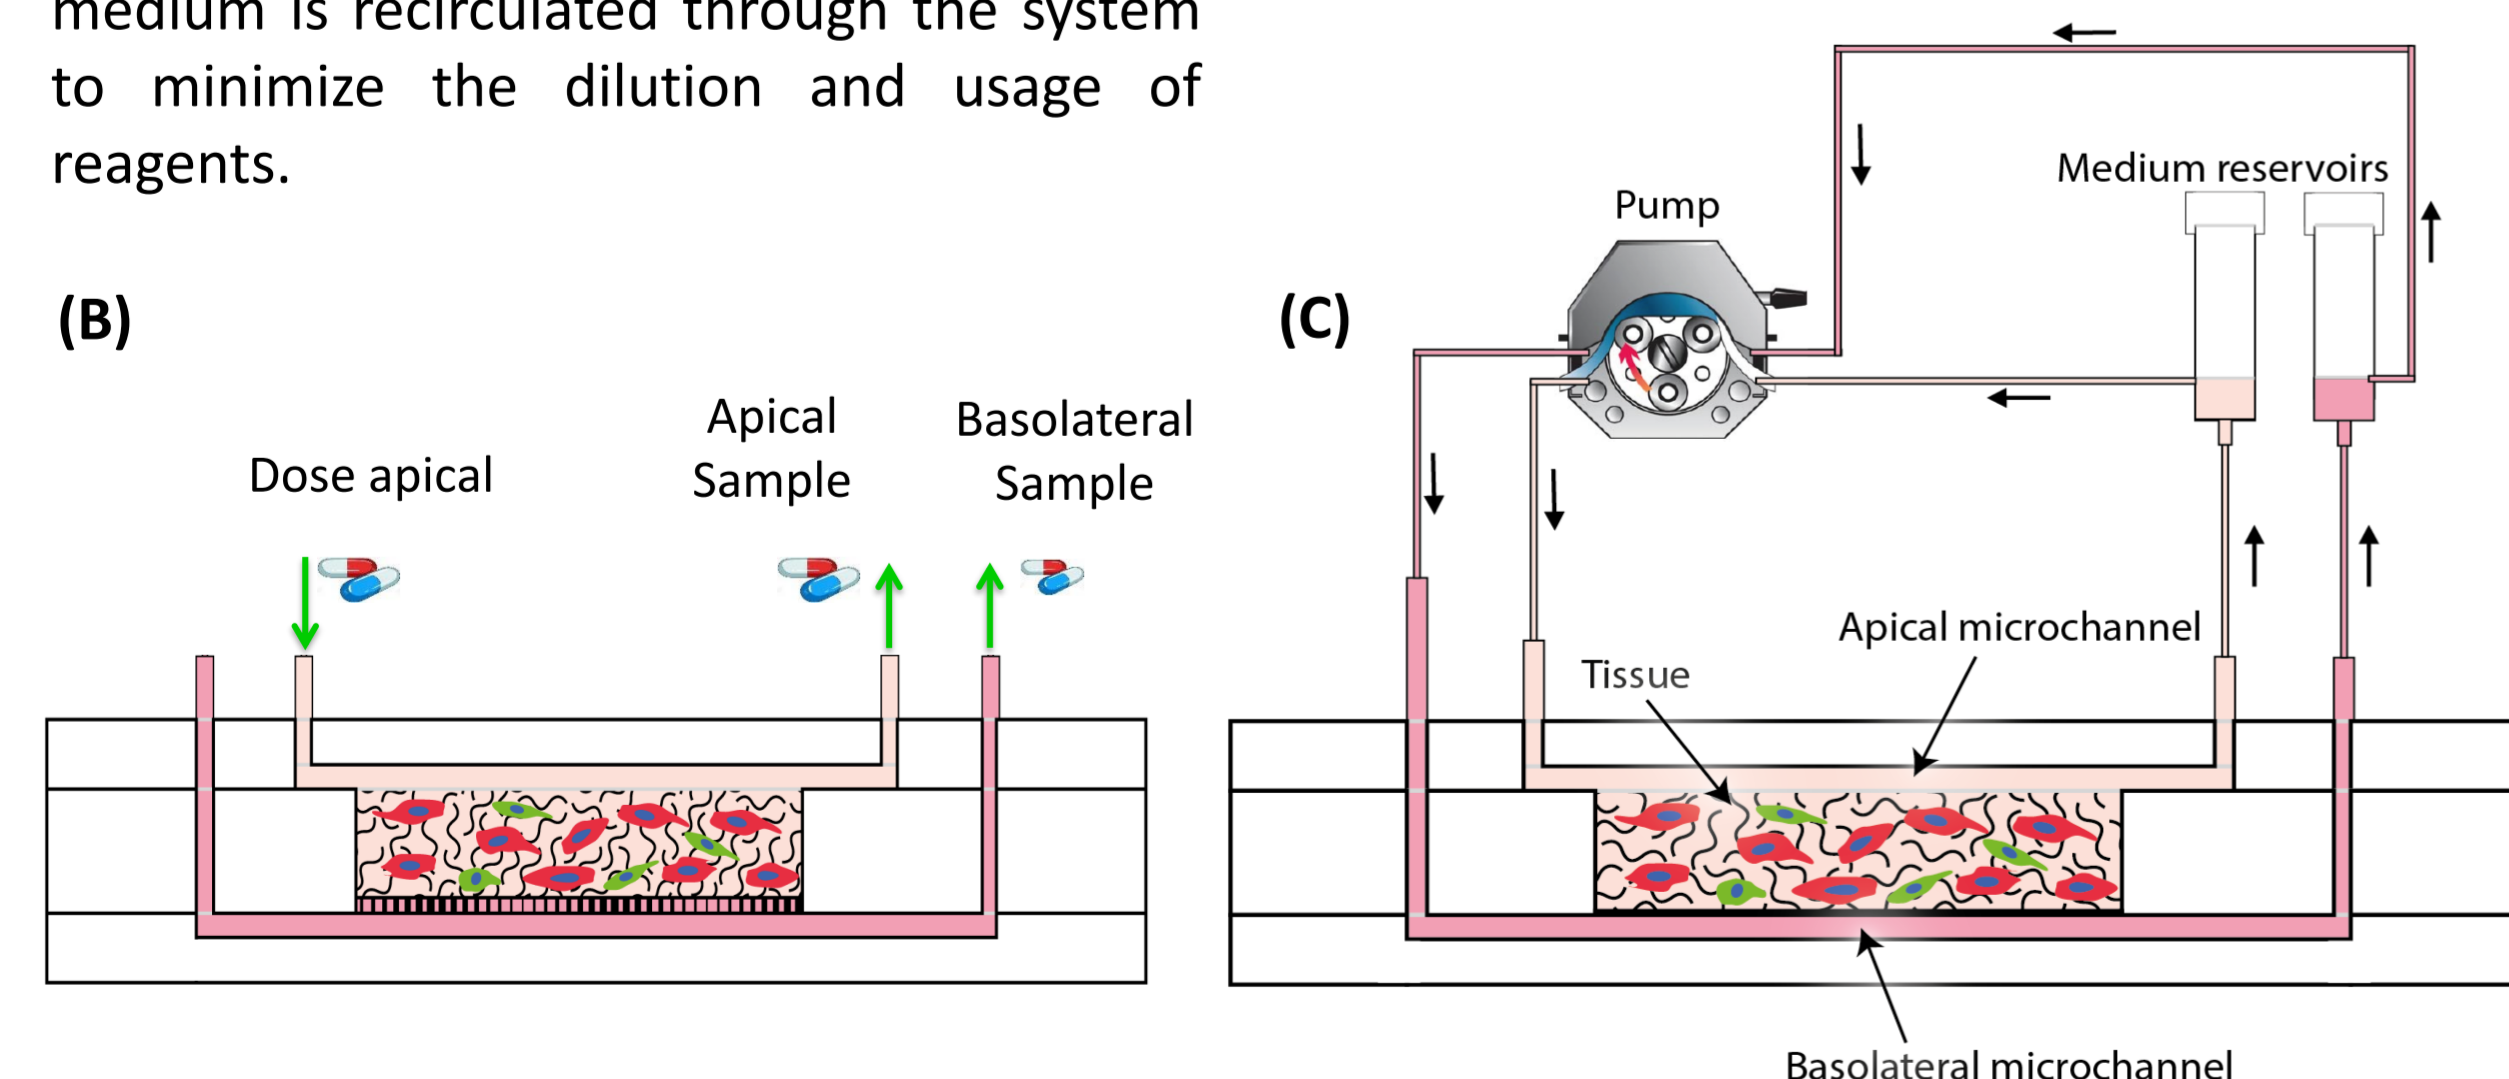 medium is recirculated through the system
to minimize the dilution and usage of
reagents.
(B)
Dose apical
Apical
Sample
Basolateral
Sample
(C)
Pump
Medium reservoirs
Tissue
Apical microchannel
Basolateral microchannel